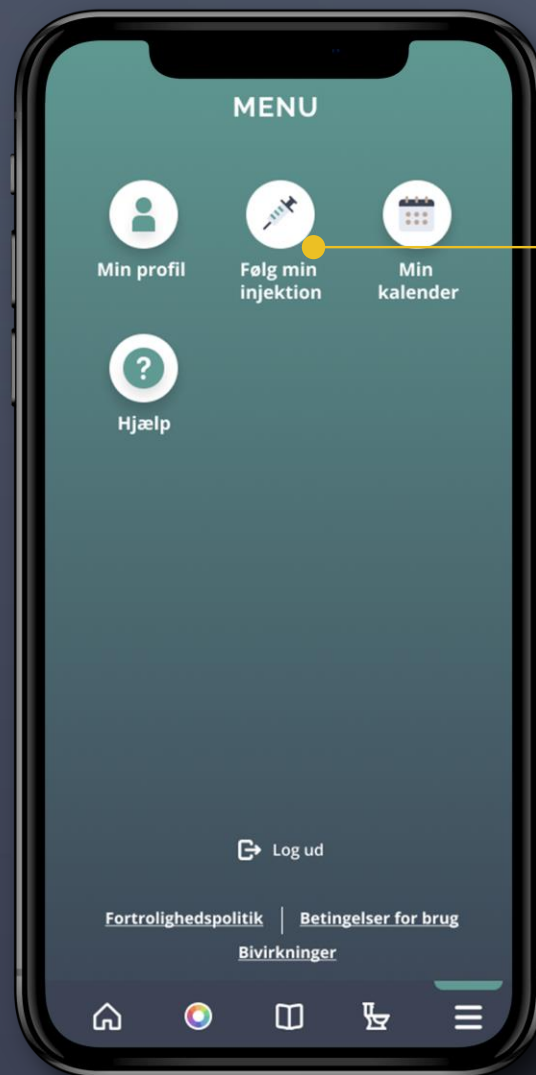 MENU
Min profil
Følg min
injektion
Min
kalender
?
Hjælp
Log ud
Fortrolighedspolitik | Betingelser for brug
Bivirkninger